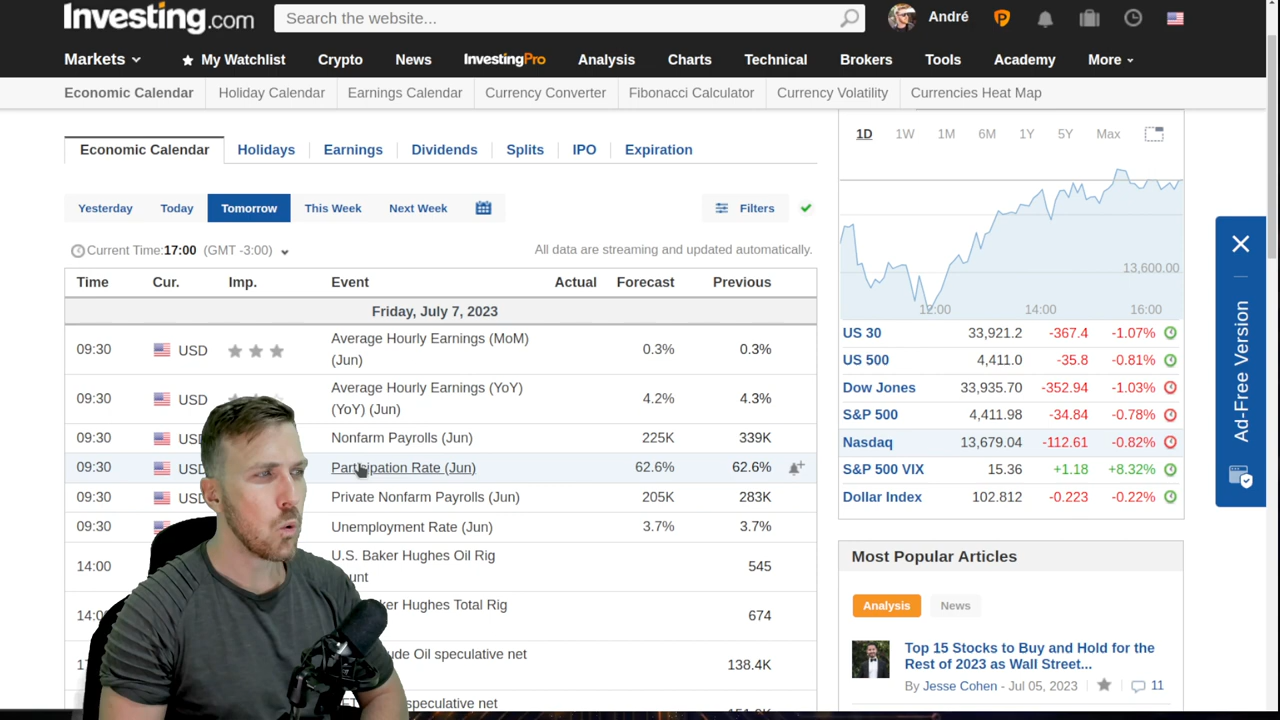 Investing.com
Search the website...
André
Markets
My Watchlist
Crypto
News
InvestingPro
Analysis
Charts
Technical
Brokers
Tools
Academy
More
Economic Calendar
Holiday Calendar
Earnings Calendar
Currency Converter
Fibonacci Calculator
Currency Volatility
Currencies Heat Map
Economic Calendar
Holidays
Earnings
Dividends
Splits
IPO
Expiration
Yesterday
Today
Tomorrow
This Week
Next Week
Filters
Current Time: 17:00 (GMT -3:00)
All data are streaming and updated automatically.
Time Cur. Imp. Event Actual Forecast Previous
Friday, July 7, 2023
09:30 USD Average Hourly Earnings (MoM)
(Jun) 0.3% 0.3%
09:30 USD Average Hourly Earnings (YoY)
(YoY) (Jun) 4.2% 4.3%
09:30 USD Nonfarm Payrolls (Jun) 225K 339K
09:30 USD Participation Rate (Jun) 62.6% 62.6%
09:30 USD Private Nonfarm Payrolls (Jun) 205K 283K
09:30 Unemployment Rate (Jun) 3.7% 3.7%
14:00 U.S. Baker Hughes Oil Rig
545
14:00 Hughes Total Rig
674
Oil speculative net
138.4K
speculative net
1D 1W 1M 6M 1Y 5Y Max
13,600.00
12:00 14:00 16:00
US 30 33,921.2 -367.4 -1.07%
US 500 4,411.0 -35.8 -0.81%
Dow Jones 33,935.70 -352.94 -1.03%
S&P 500 4,411.98 -34.84 -0.78%
Nasdaq 13,679.04 -112.61 -0.82%
S&P 500 VIX 15.36 +1.18 +8.32%
Dollar Index 102.812 -0.223 -0.22%
Most Popular Articles
Analysis
News
Top 15 Stocks to Buy and Hold for the
Rest of 2023 as Wall Street...
By Jesse Cohen - Jul 05, 2023 11
Ad-Free Version